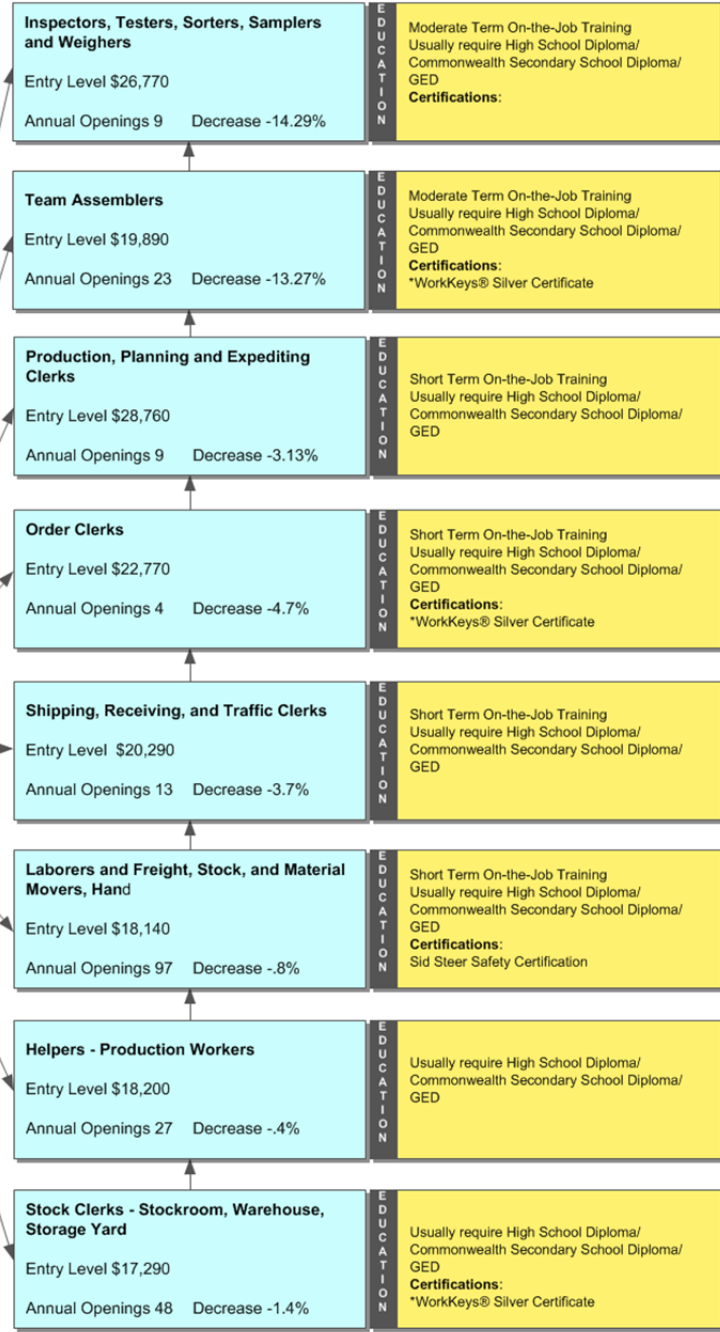 Inspectors, Testers, Sorters, Samplers
and Weighers
Entry Level $26,770
Annual Openings 9 Decrease -14.29%
EDUCATION
Moderate Term On-the-Job Training
Usually require High School Diploma/
Commonwealth Secondary School Diploma/
GED
Certifications:
Team Assemblers
Entry Level $19,890
Annual Openings 23 Decrease -13.27%
EDUCATION
Moderate Term On-the-Job Training
Usually require High School Diploma/
Commonwealth Secondary School Diploma/
GED
Certifications:
*WorkKeys® Silver Certificate
Production, Planning and Expediting
Clerks
Entry Level $28,760
Annual Openings 9 Decrease -3.13%
EDUCATION
Short Term On-the-Job Training
Usually require High School Diploma/
Commonwealth Secondary School Diploma/
GED
Order Clerks
Entry Level $22,770
Annual Openings 4 Decrease -4.7%
EDUCATION
Short Term On-the-Job Training
Usually require High School Diploma/
Commonwealth Secondary School Diploma/
GED
Certifications:
*WorkKeys® Silver Certificate
Shipping, Receiving, and Traffic Clerks
Entry Level $20,290
Annual Openings 13 Decrease -3.7%
EDUCATION
Short Term On-the-Job Training
Usually require High School Diploma/
Commonwealth Secondary School Diploma/
GED
Laborers and Freight, Stock, and Material
Movers, Hand
Entry Level $18,140
Annual Openings 97 Decrease -.8%
EDUCATION
Short Term On-the-Job Training
Usually require High School Diploma/
Commonwealth Secondary School Diploma/
GED
Certifications:
Sid Steer Safety Certification
Helpers - Production Workers
Entry Level $18,200
Annual Openings 27 Decrease -.4%
EDUCATION
Usually require High School Diploma/
Commonwealth Secondary School Diploma/
GED
Stock Clerks - Stockroom, Warehouse,
Storage Yard
Entry Level $17,290
Annual Openings 48 Decrease -1.4%
EDUCATION
Usually require High School Diploma/
Commonwealth Secondary School Diploma/
GED
Certifications:
*WorkKeys® Silver Certificate